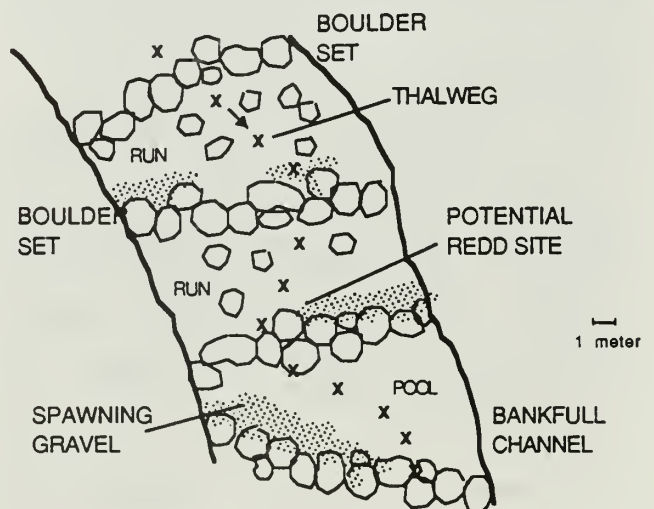 BOULDER
SET
x
x
THALWEG
x
RUN
x
BOULDER
SET
POTENTIAL
REDD SITE
x
RUN
x
x
1 meter
x
x
POOL
x
x
SPAWNING
GRAVEL
BANKFULL
CHANNEL